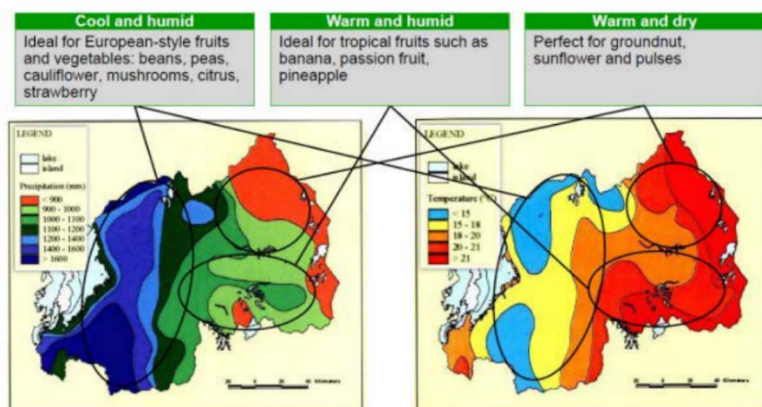 Cool and humid
Ideal for European-style fruits
and vegetables: beans, peas,
cauliflower, mushrooms, citrus,
strawberry
Warm and humid
Ideal for tropical fruits such as
banana, passion fruit,
pineapple
Warm and dry
Perfect for groundnut,
sunflower and pulses
LEGEND
lake
island
Precipitation (mm)
< 900
900 - 1000
1000 - 1100
1100 - 1200
1200 - 1400
1400 - 1600
> 1600
Kilometers
LEGEND
lake
island
Temperature (°C)
< 15
15 - 18
18 - 20
20 - 21
> 21
Kilometers